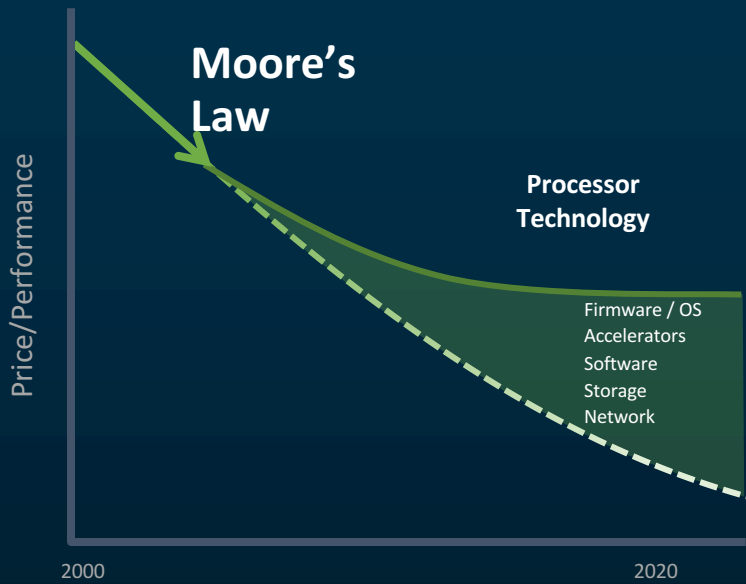 Moore’s
Law
Price/Performance
Processor
Technology
Firmware / OS
Accelerators
Software
Storage
Network
2000
2020